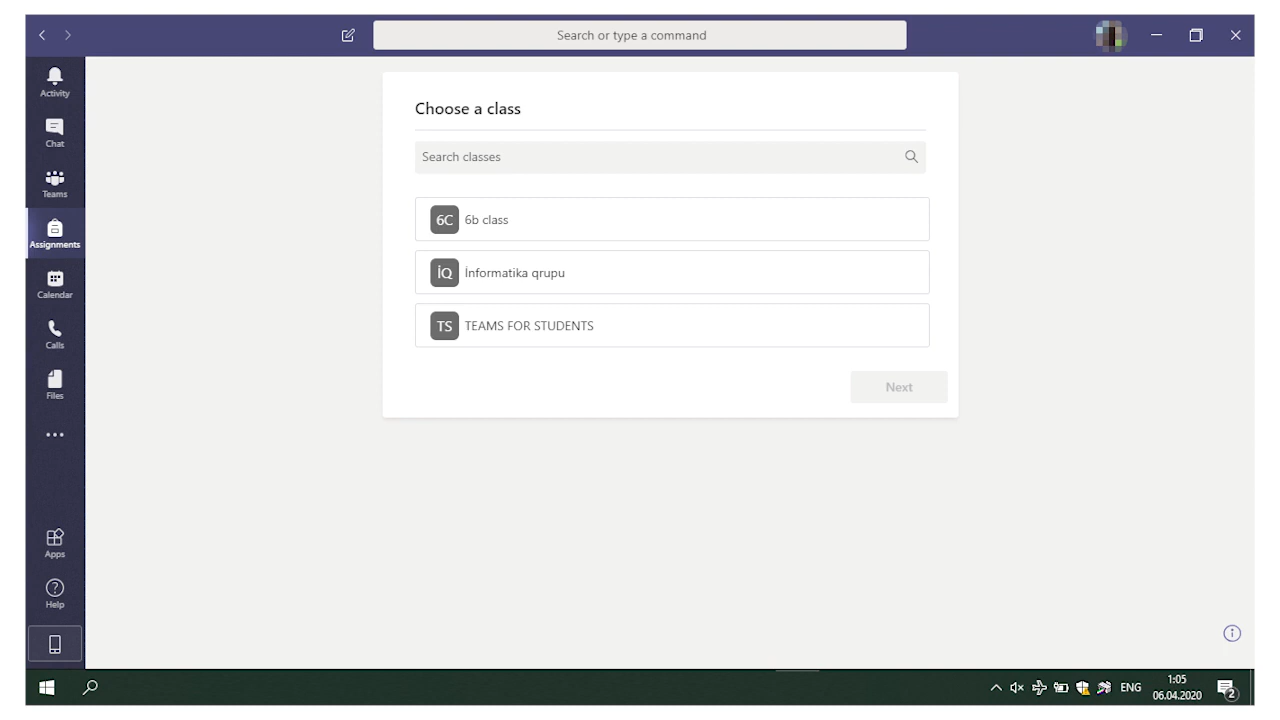 Search or type a command
Activity
Chat
Teams
Assignments
Calendar
Calls
Files
Apps
Help
Choose a class
Search classes
6C 6b class
İQ İnformatika qrupu
TS TEAMS FOR STUDENTS
Next
ENG
1:05
06.04.2020
2